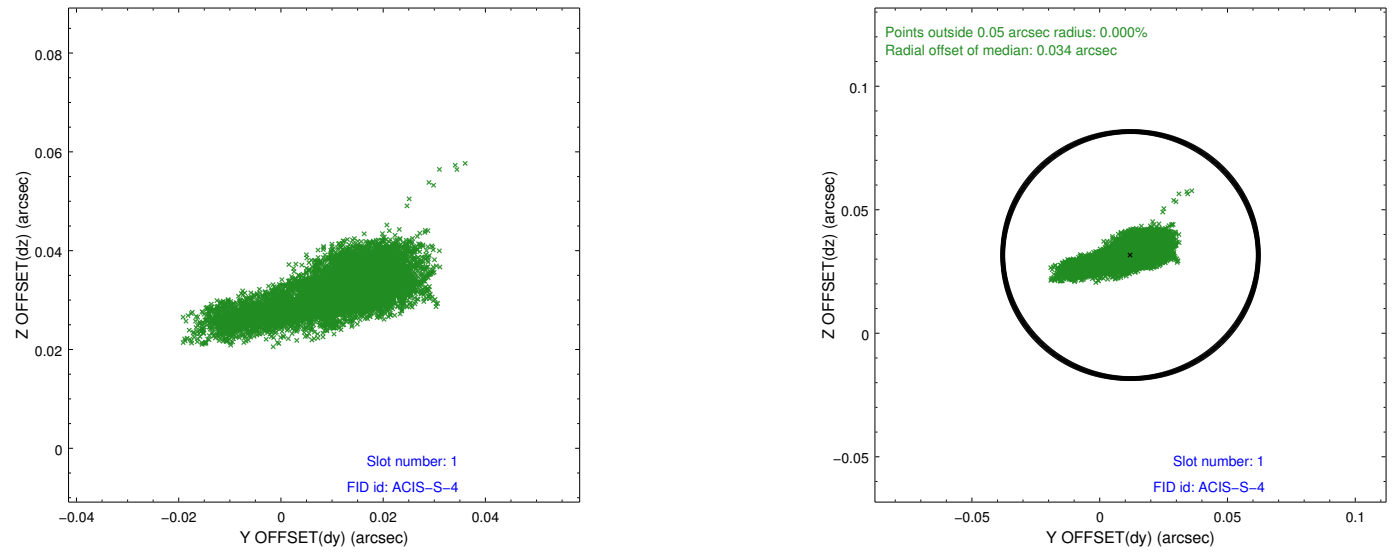 0.08
0.06
0.04
0.02
0
Z OFFSET(dz) (arcsec)
Slot number: 1
FID id: ACIS−S−4
−0.04 −0.02 0 0.02 0.04
Y OFFSET(dy) (arcsec)
Points outside 0.05 arcsec radius: 0.000%
Radial offset of median: 0.034 arcsec
0.1
0.05
0
−0.05
Z OFFSET(dz) (arcsec)
Slot number: 1
FID id: ACIS−S−4
−0.05 0 0.05 0.1
Y OFFSET(dy) (arcsec)